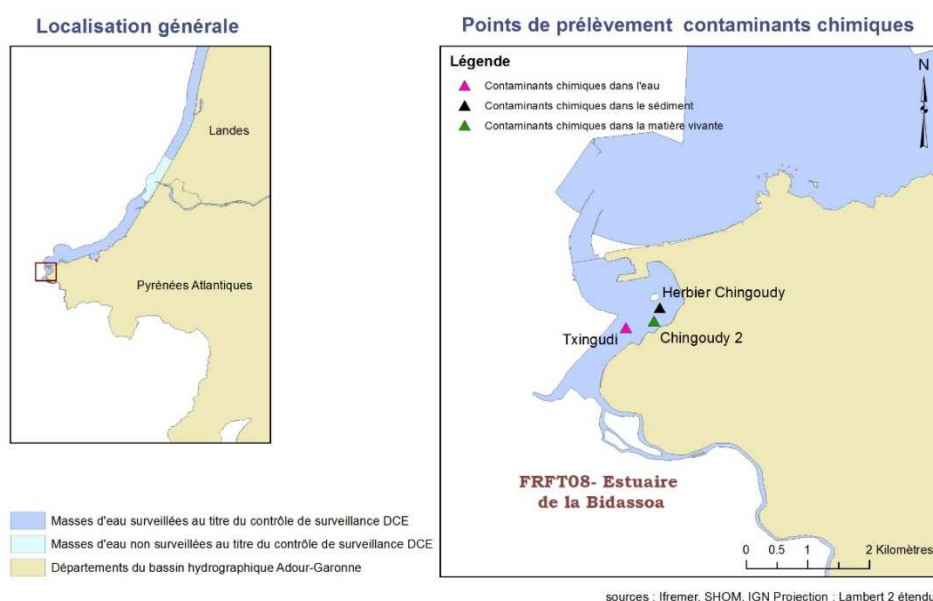 Localisation générale
Landes
Pyrénées Atlantiques
Masses d'eau surveillées au titre du contrôle de surveillance DCE
Masses d'eau non surveillées au titre du contrôle de surveillance DCE
Départements du bassin hydrographique Adour-Garonne
Points de prélèvement contaminants chimiques
Légende
Contaminants chimiques dans l'eau
Contaminants chimiques dans le sédiment
Contaminants chimiques dans la matière vivante
N
Herbier Chingoudy
Txingudi
Chingoudy 2
FRFT08- Estuaire
de la Bidassoa
0 0.5 1 2 Kilomètres
sources : Ifremer, SHOM, IGN Projection : Lambert 2 étendu